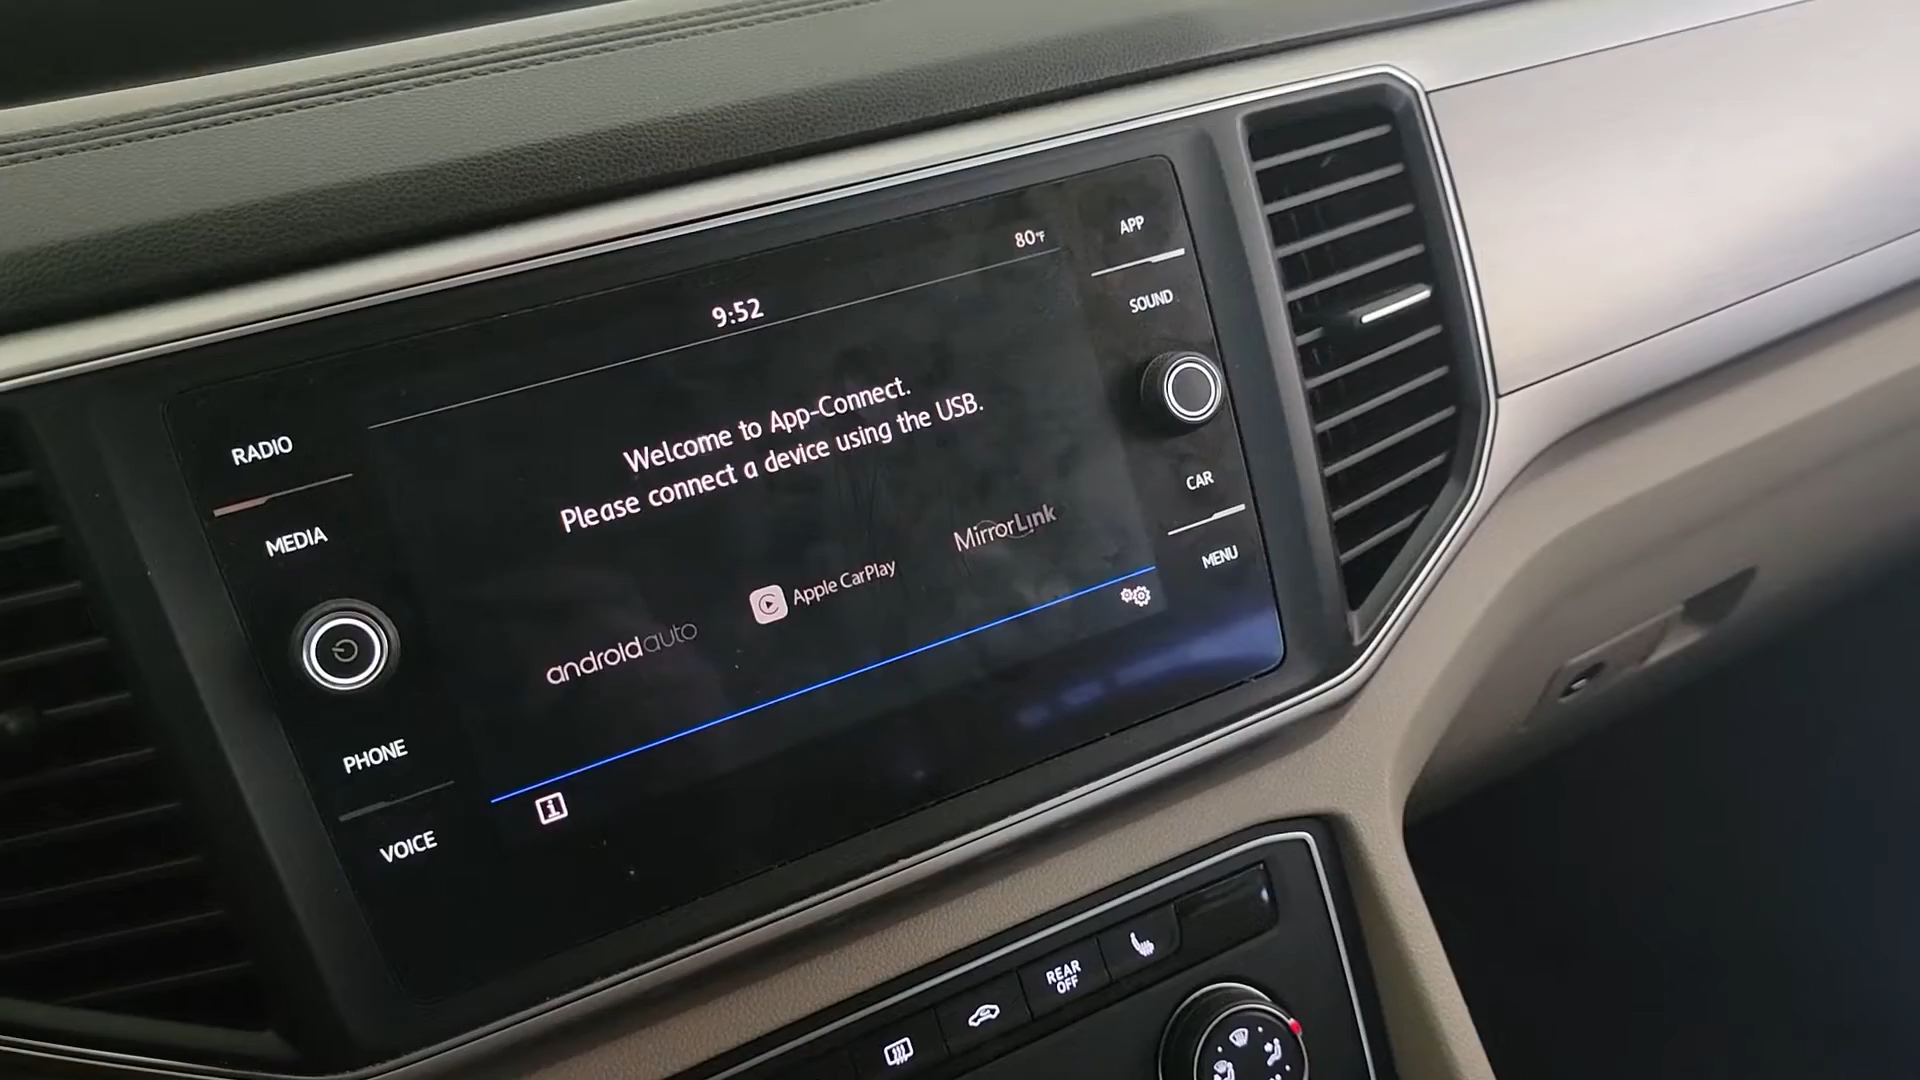 RADIO
MEDIA
PHONE
VOICE
80°F
9:52
Welcome to App-Connect.
Please connect a device using the USB.
androidauto
Apple CarPlay
MirrorLink
APP
SOUND
CAR
MENU
REAR
OFF